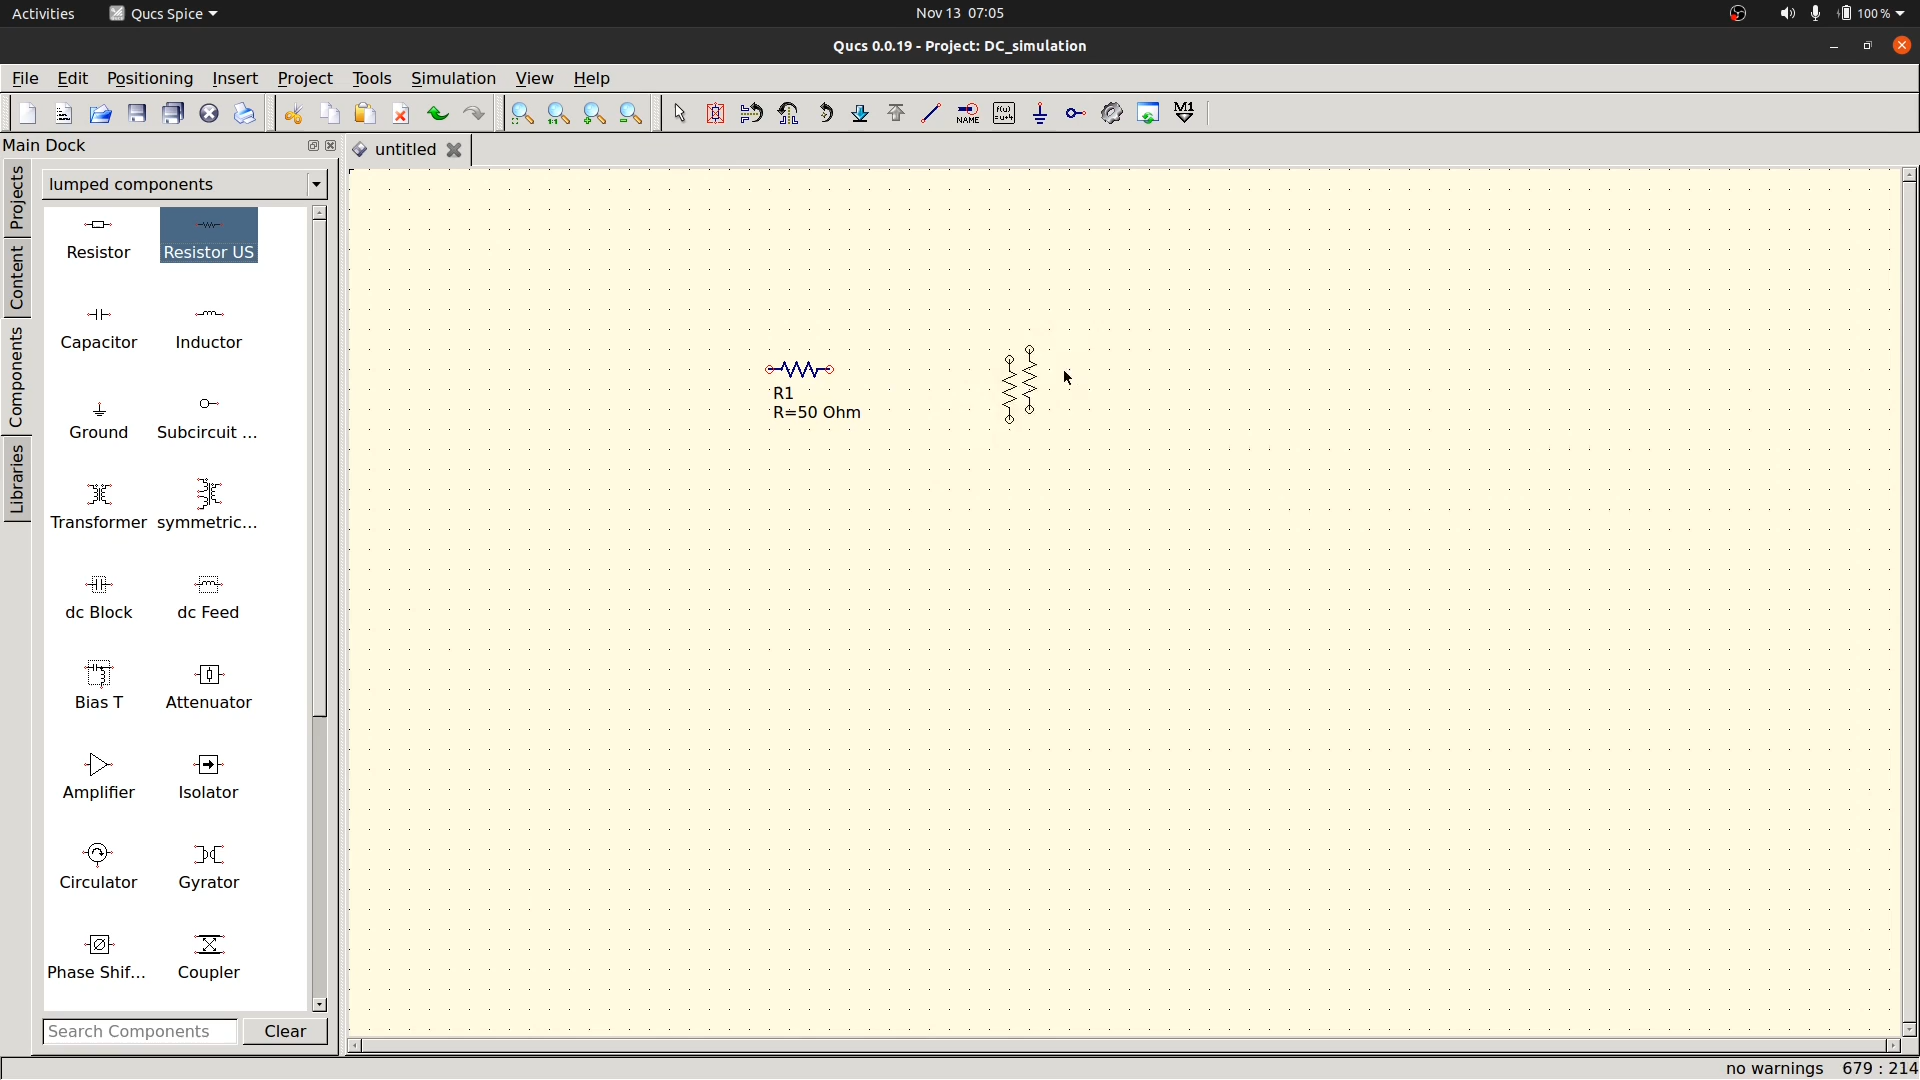 Activities Qucs Spice Nov 13 07:05 100 %
Qucs 0.0.19 - Project: DC_simulation
File Edit Positioning Insert Project Tools Simulation View Help
NAME f(u) =u+4 M1
Main Dock
untitled
Projects
Content
Components
Libraries
lumped components
Resistor Resistor US
Capacitor Inductor
Ground Subcircuit ...
Transformer symmetric...
dc Block dc Feed
Bias T Attenuator
Amplifier Isolator
Circulator Gyrator
Phase Shif... Coupler
Search Components Clear
R1
R=50 Ohm
no warnings 679 : 214